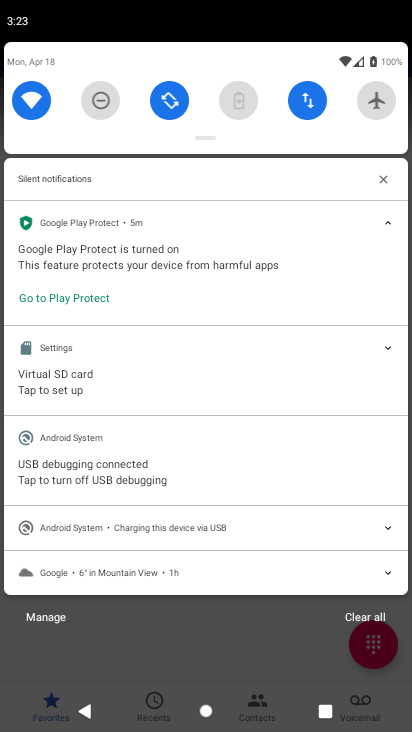 3:23
Mon, Apr 18
100%
Silent notifications
Google Play Protect • 5m
Google Play Protect is turned on
This feature protects your device from harmful apps
Go to Play Protect
Settings
Virtual SD card
Tap to set up
Android System
USB debugging connected
Tap to turn off USB debugging
Android System • Charging this device via USB
Google • 6° in Mountain View • 1h
Manage
Clear all
Favorites
Recents
Contacts
Voicemail